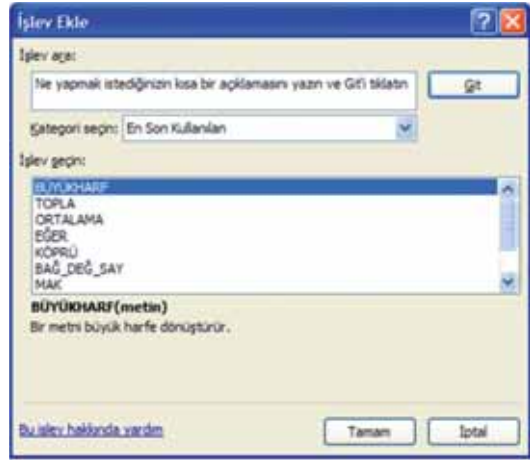 İşlev Ekle
İşlev ara:
Ne yapmak istediğinizin kısa bir açıklamasını yazın ve Git'i tıklatın
Git
Kategori seçin: En Son Kullanılan
İşlev seçin:
BÜYÜKHARF
TOPLA
ORTALAMA
EĞER
KÖPRÜ
BAĞ_DEĞ_SAY
MAK
BÜYÜKHARF(metin)
Bir metni büyük harfe dönüştürür.
Bu işlev hakkında yardım
Tamam
İptal